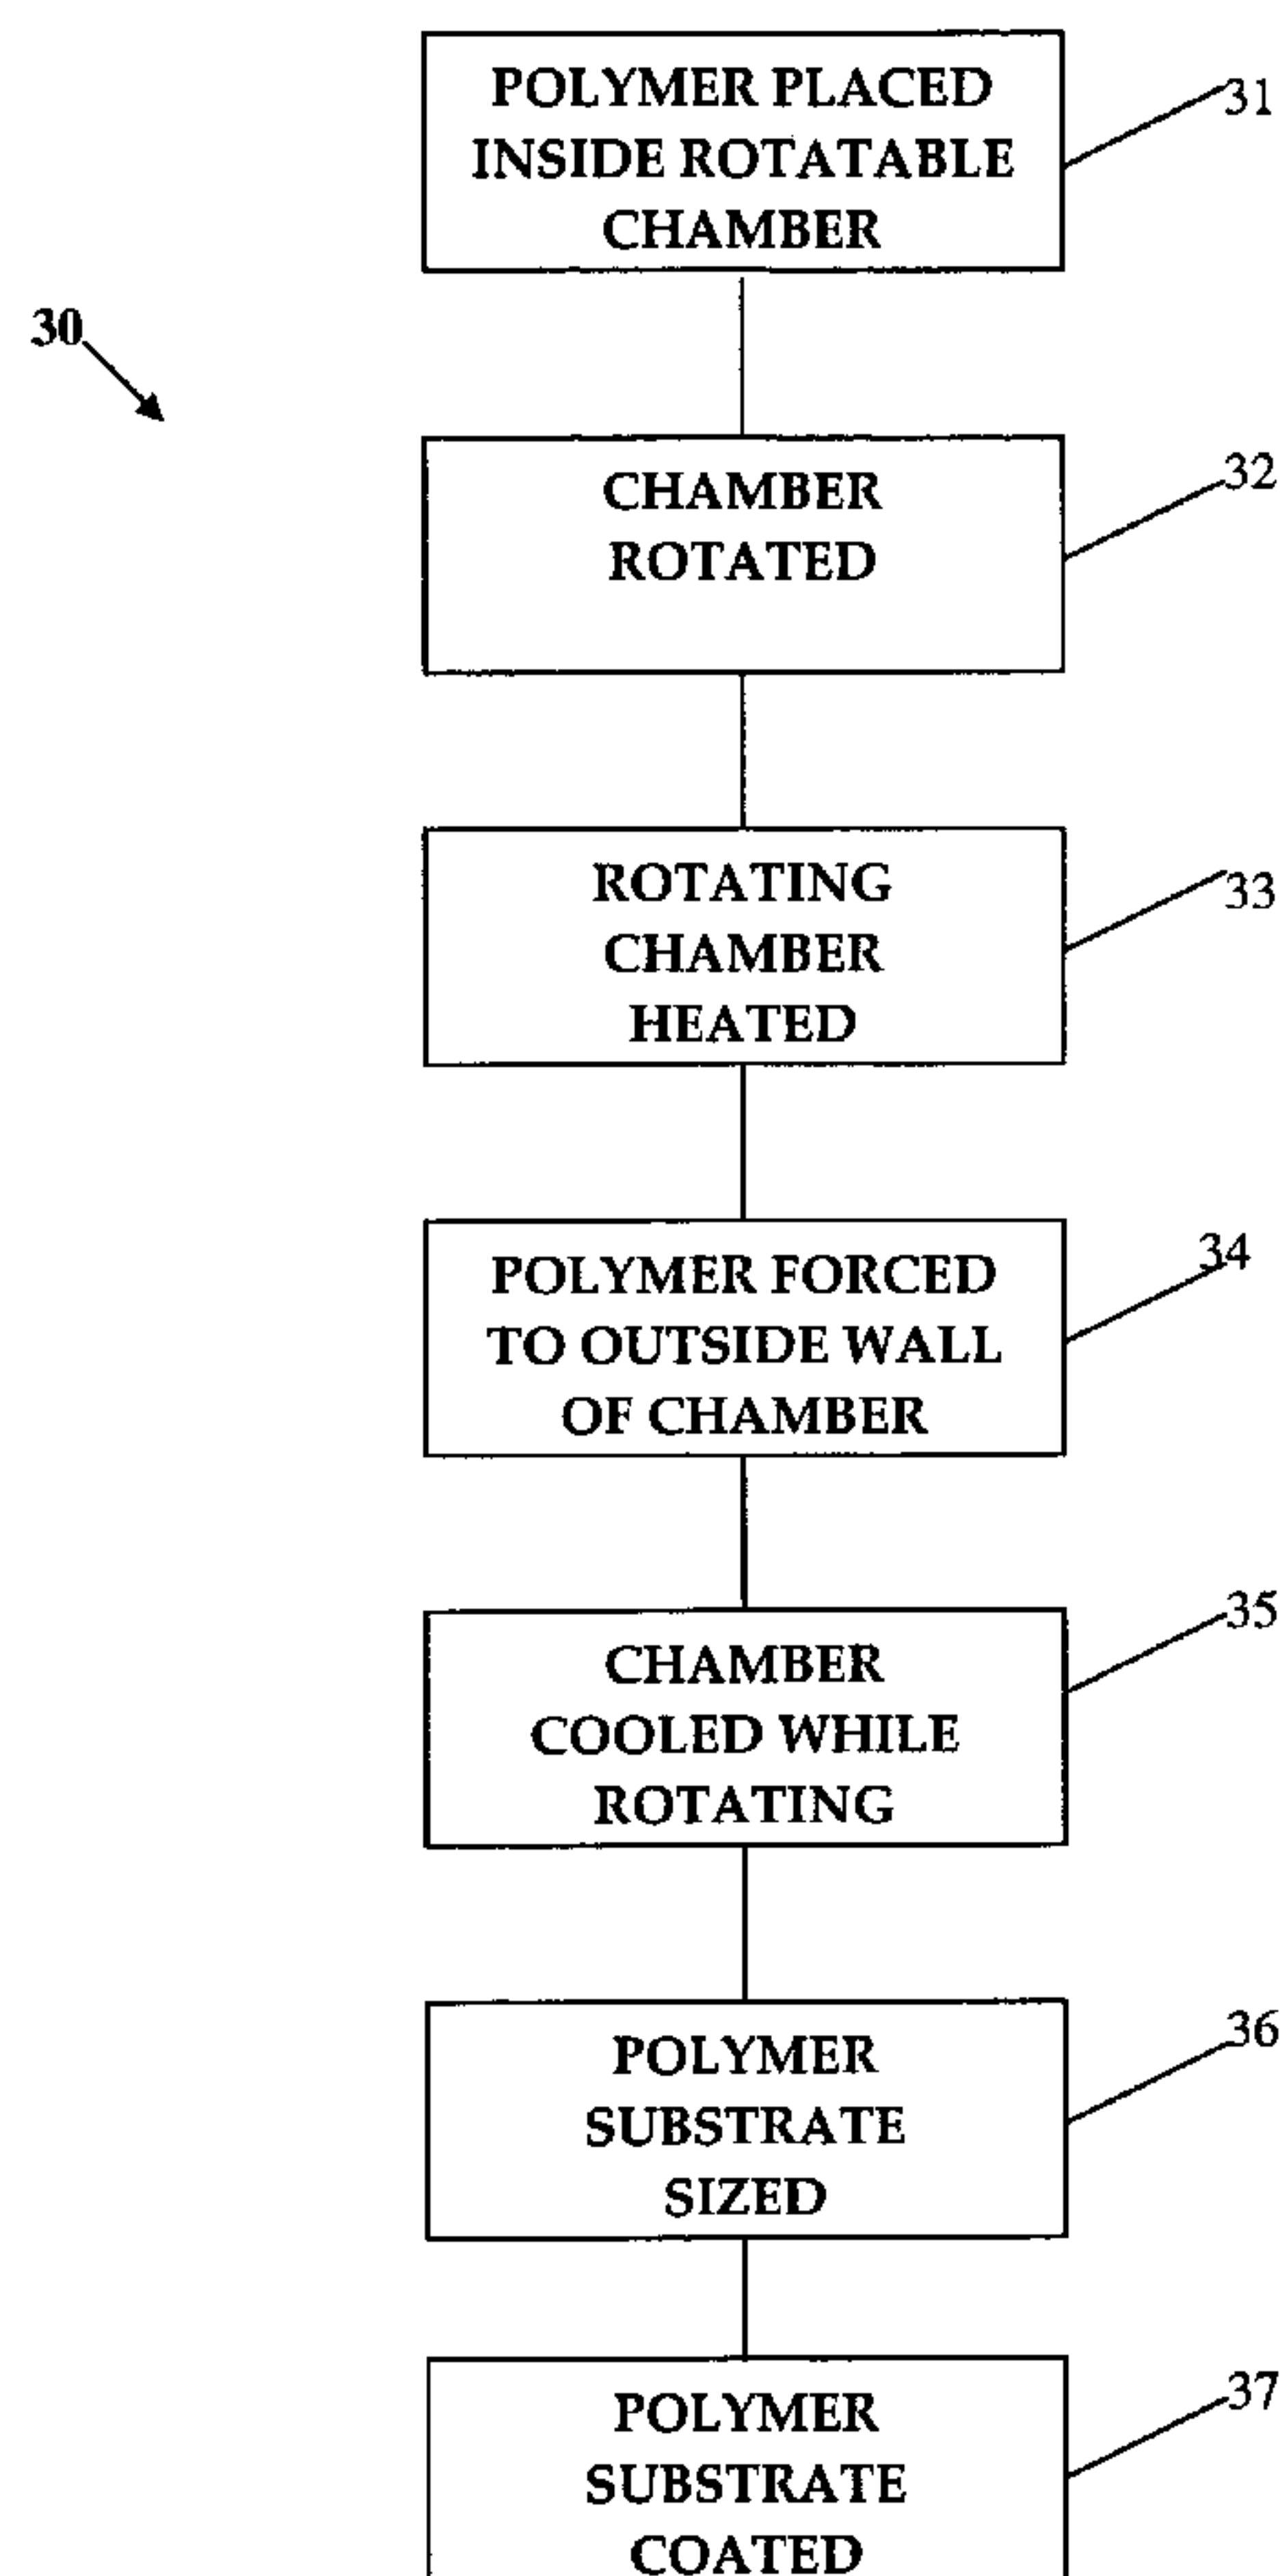 POLYMER PLACED
INSIDE ROTATABLE
CHAMBER
31
30
CHAMBER
ROTATED
32
ROTATING
CHAMBER
HEATED
33
POLYMER FORCED
TO OUTSIDE WALL
OF CHAMBER
34
CHAMBER
COOLED WHILE
ROTATING
35
POLYMER
SUBSTRATE
SIZED
36
POLYMER
SUBSTRATE
COATED
37